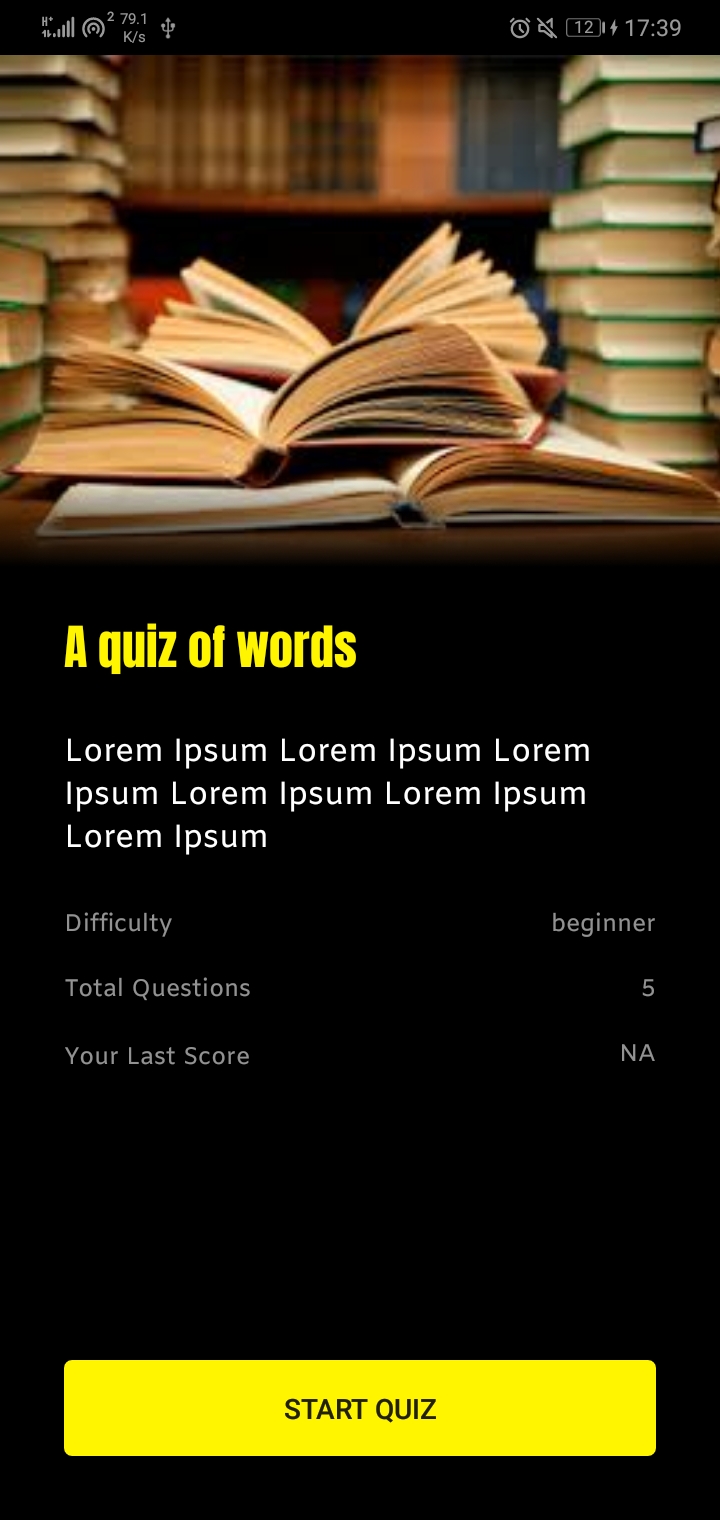 H+ 2 79.1 12 17:39
K/s
A quiz of words
Lorem Ipsum Lorem Ipsum Lorem
Ipsum Lorem Ipsum Lorem Ipsum
Lorem Ipsum
Difficulty beginner
Total Questions 5
Your Last Score NA
START QUIZ